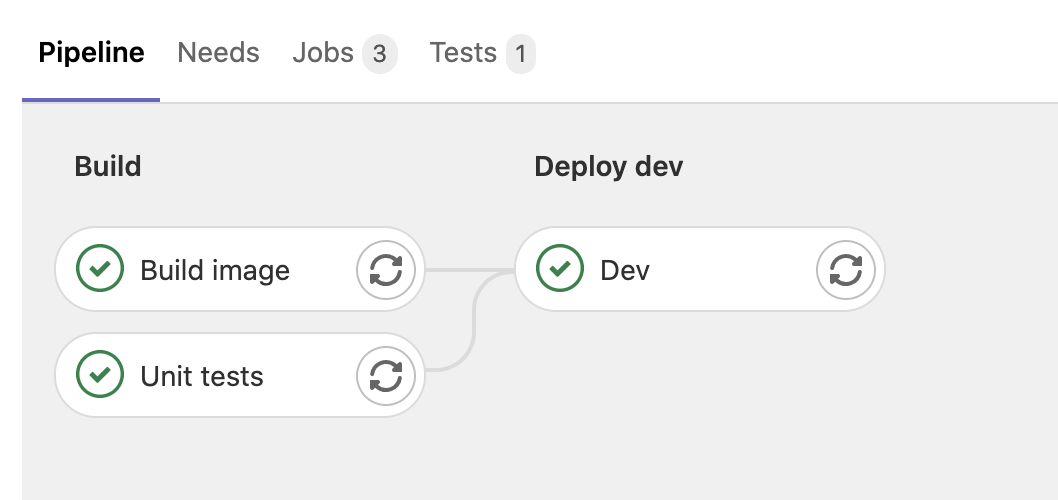 Pipeline Needs Jobs 3 Tests 1
Build Deploy dev
Build image Dev
Unit tests